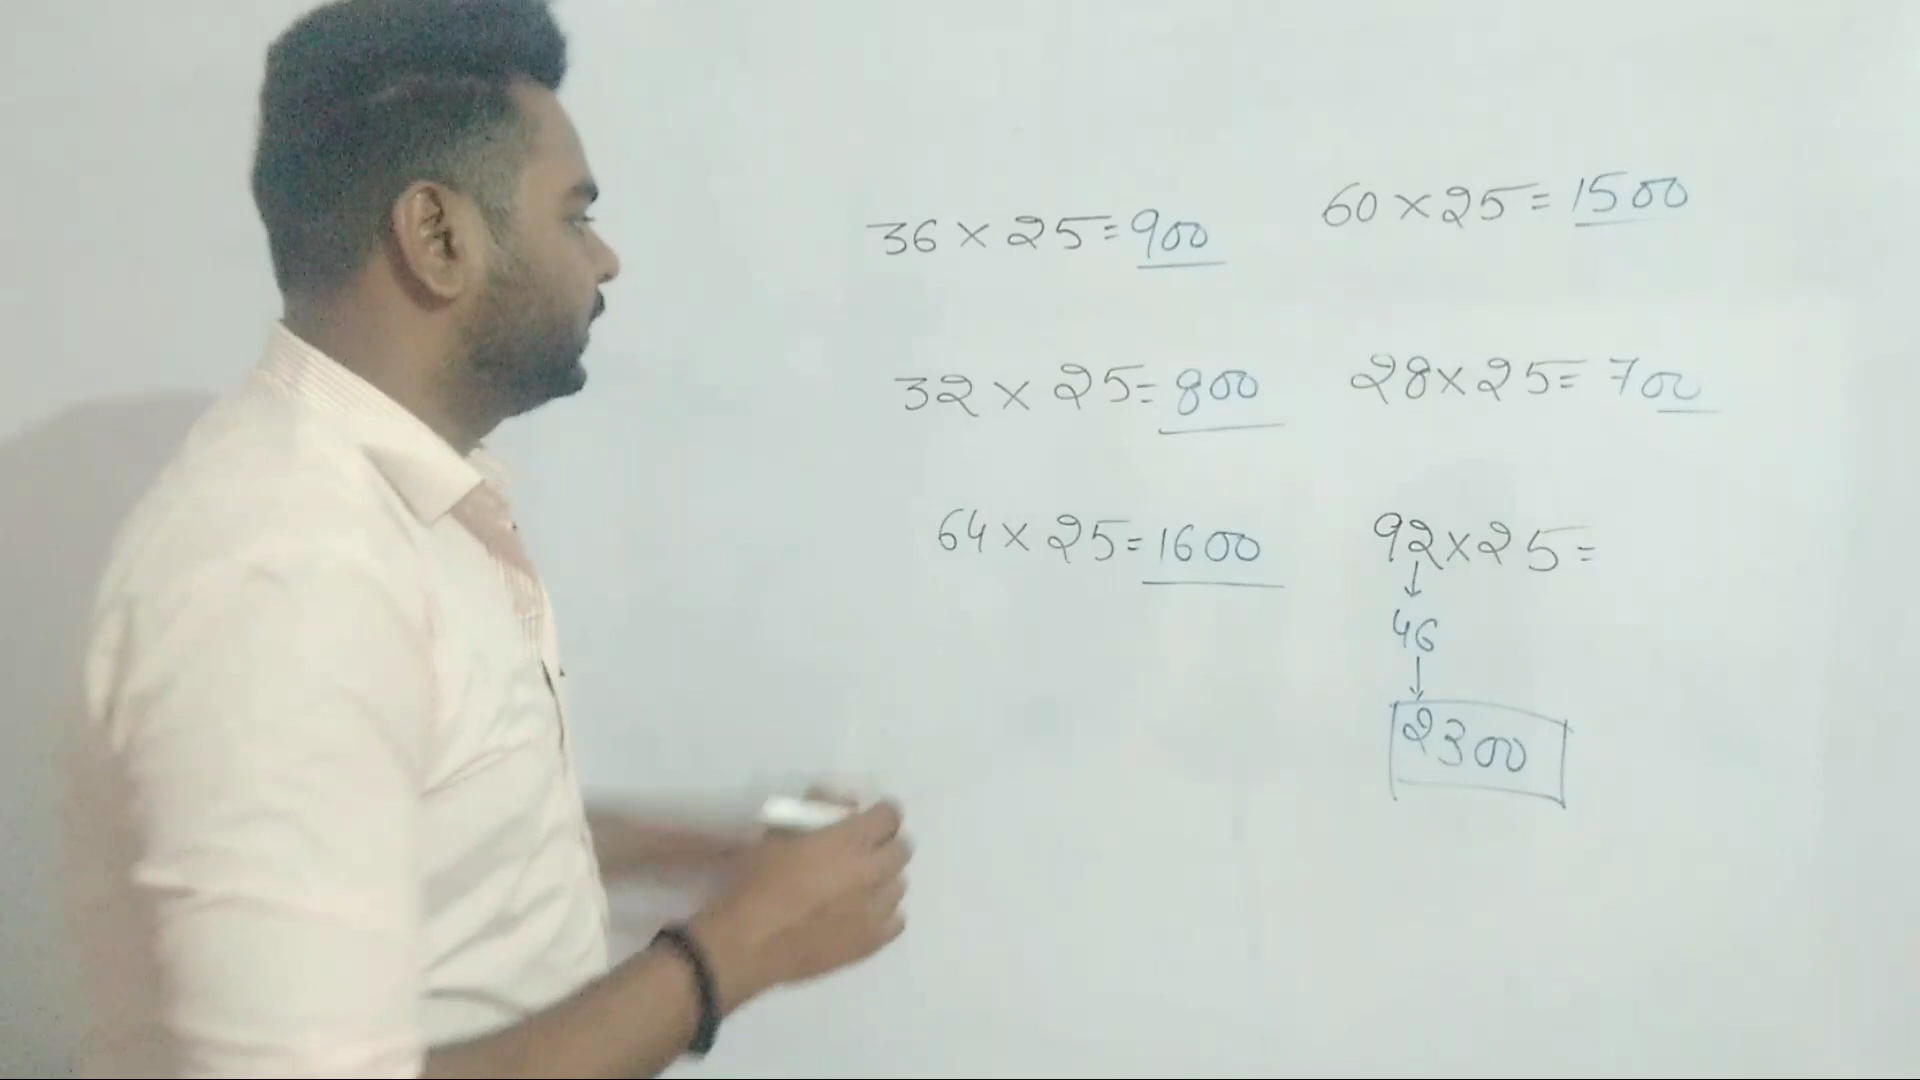 36 × 25 = 900
60 × 25 = 1500
32 × 25 = 800
28 × 25 = 700
64 × 25 = 1600
92 × 25 =
↓
46
↓
2300